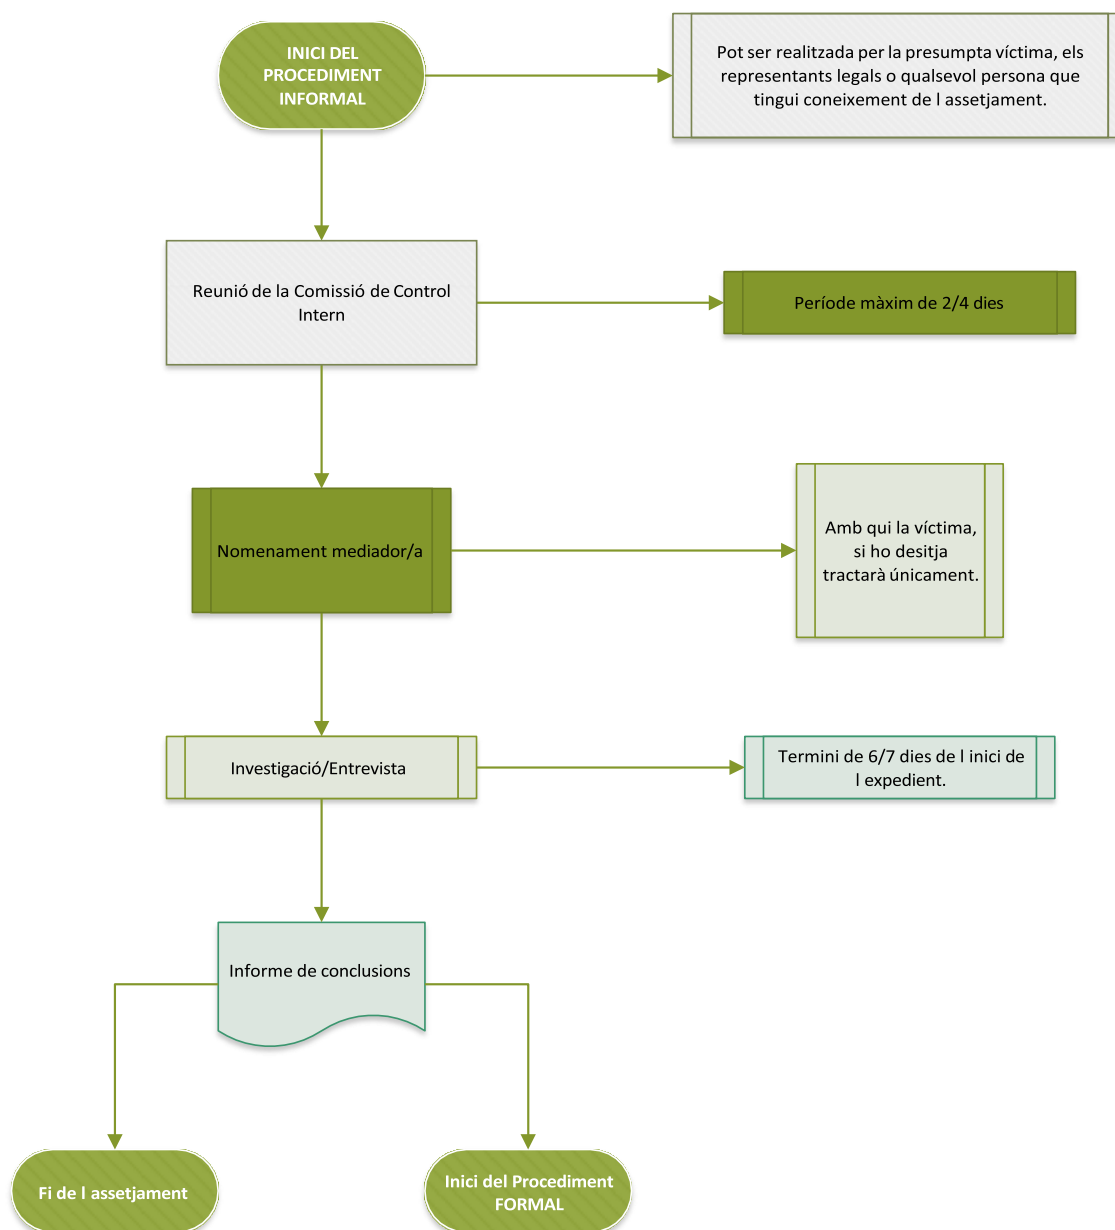 INICI DEL
PROCEDIMENT
INFORMAL
Pot ser realitzada per la presumpta víctima, els
representants legals o qualsevol persona que
tingui coneixement de l assetjament.
Reunió de la Comissió de Control
Intern
Període màxim de 2/4 dies
Nomenament mediador/a
Amb qui la víctima,
si ho desitja
tractarà únicament.
Investigació/Entrevista
Termini de 6/7 dies de l inici de
l expedient.
Informe de conclusions
Fi de l assetjament
Inici del Procediment
FORMAL